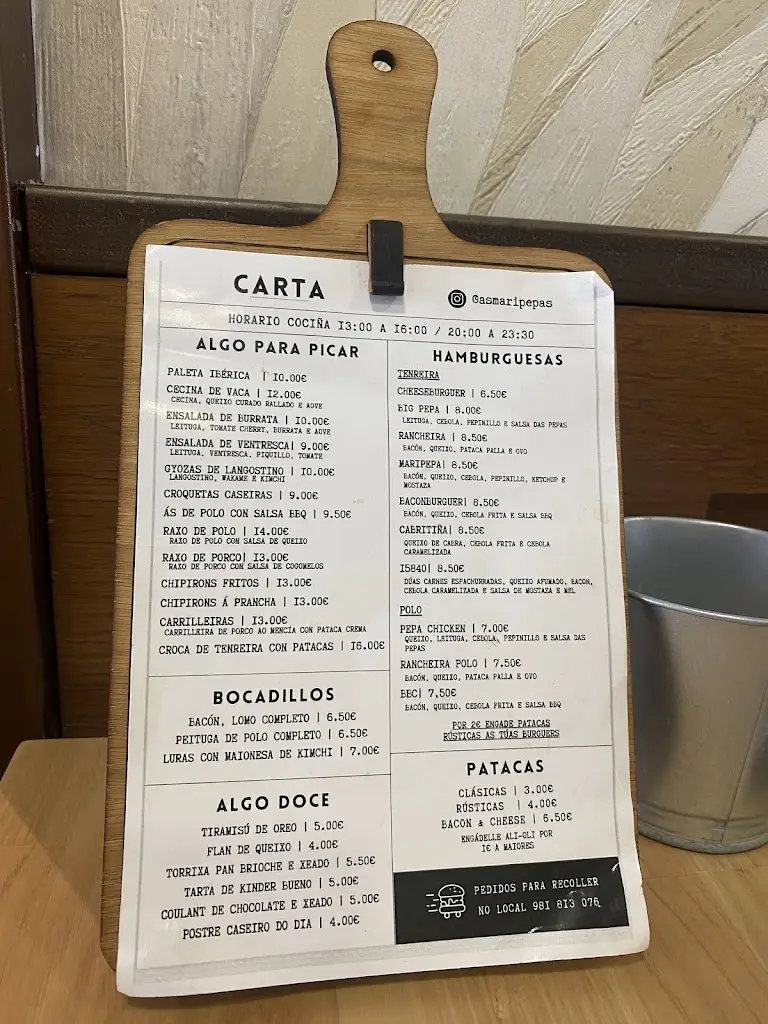 CARTA
@asmaripepas
HORARIO COCIÑA 13:00 A 16:00 / 20:00 A 23:30
ALGO PARA PICAR
PALETA IBÉRICA | 10.00€
CECINA DE VACA | 12.00€
CECINA, QUEIXO CURADO RALLADO E AOVE
ENSALADA DE BURRATA | 10.00€
LEITUGA, TOMATE CHERRY, BURRATA E AOVE
ENSALADA DE VENTRESCA| 9.00€
LEITUGA, VENTRESCA, PIQUILLO, TOMATE
GYOZAS DE LANGOSTINO | 10.00€
LANGOSTINO, WAKAME E KIMCHI
CROQUETAS CASEIRAS | 9.00€
ÁS DE POLO CON SALSA BBQ | 9.50€
RAXO DE POLO | 14.00€
RAXO DE POLO CON SALSA DE QUEIXO
RAXO DE PORCO| 13.00€
RAXO DE PORCO CON SALSA DE COGOMELOS
CHIPIRONS FRITOS | 13.00€
CHIPIRONS Á PRANCHA | 13.00€
CARRILLEIRAS | 13.00€
CARRILLEIRA DE PORCO AO MENCÍA CON PATACA CREMA
CROCA DE TENREIRA CON PATACAS | 16.00€
BOCADILLOS
BACÓN, LOMO COMPLETO | 6.50€
PEITUGA DE POLO COMPLETO | 6.50€
LURAS CON MAIONESA DE KIMCHI | 7.00€
ALGO DOCE
TIRAMISÚ DE OREO | 5.00€
FLAN DE QUEIXO | 4.00€
TORRIXA PAN BRIOCHE E XEADO | 5.50€
TARTA DE KINDER BUENO | 5.00€
COULANT DE CHOCOLATE E XEADO | 5.00€
POSTRE CASEIRO DO DIA | 4.00€
HAMBURGUESAS
TENREIRA
CHEESEBURGUER | 6.50€
BIG PEPA | 8.00€
LEITUGA, CEBOLA, PEPINILLO E SALSA DAS PEPAS
RANCHEIRA | 8.50€
BACÓN, QUEIXO, PATACA PALLA E OVO
MARIPEPA| 8.50€
BACÓN, QUEIXO, CEBOLA, PEPINILLO, KETCHUP E
MOSTAZA
BACONBURGUER| 8.50€
BACÓN, QUEIXO, CEBOLA FRITA E SALSA BBQ
CABRITIÑA| 8.50€
QUEIXO DE CABRA, CEBOLA FRITA E CEBOLA
CARAMELIZADA
15840| 8.50€
DÚAS CARNES ESPACHURRADAS, QUEIXO AFUMADO, BACON,
CEBOLA CARAMELIZADA E SALSA DE MOSTAZA E MEL
POLO
PEPA CHICKEN | 7.00€
QUEIXO, LEITUGA, CEBOLA, PEPINILLO E SALSA DAS
PEPAS
RANCHEIRA POLO | 7.50€
BACÓN, QUEIXO, PATACA PALLA E OVO
BBC| 7,50€
BACÓN, QUEIXO, CEBOLA FRITA E SALSA BBQ
POR 2€ ENGADE PATACAS
RÚSTICAS AS TÚAS BURGUERS
PATACAS
CLÁSICAS | 3.00€
RÚSTICAS | 4.00€
BACON & CHEESE | 6.50€
ENGÁDELLE ALI-OLI POR
1€ A MAIORES
PEDIDOS PARA RECOLLER
NO LOCAL 981 813 076